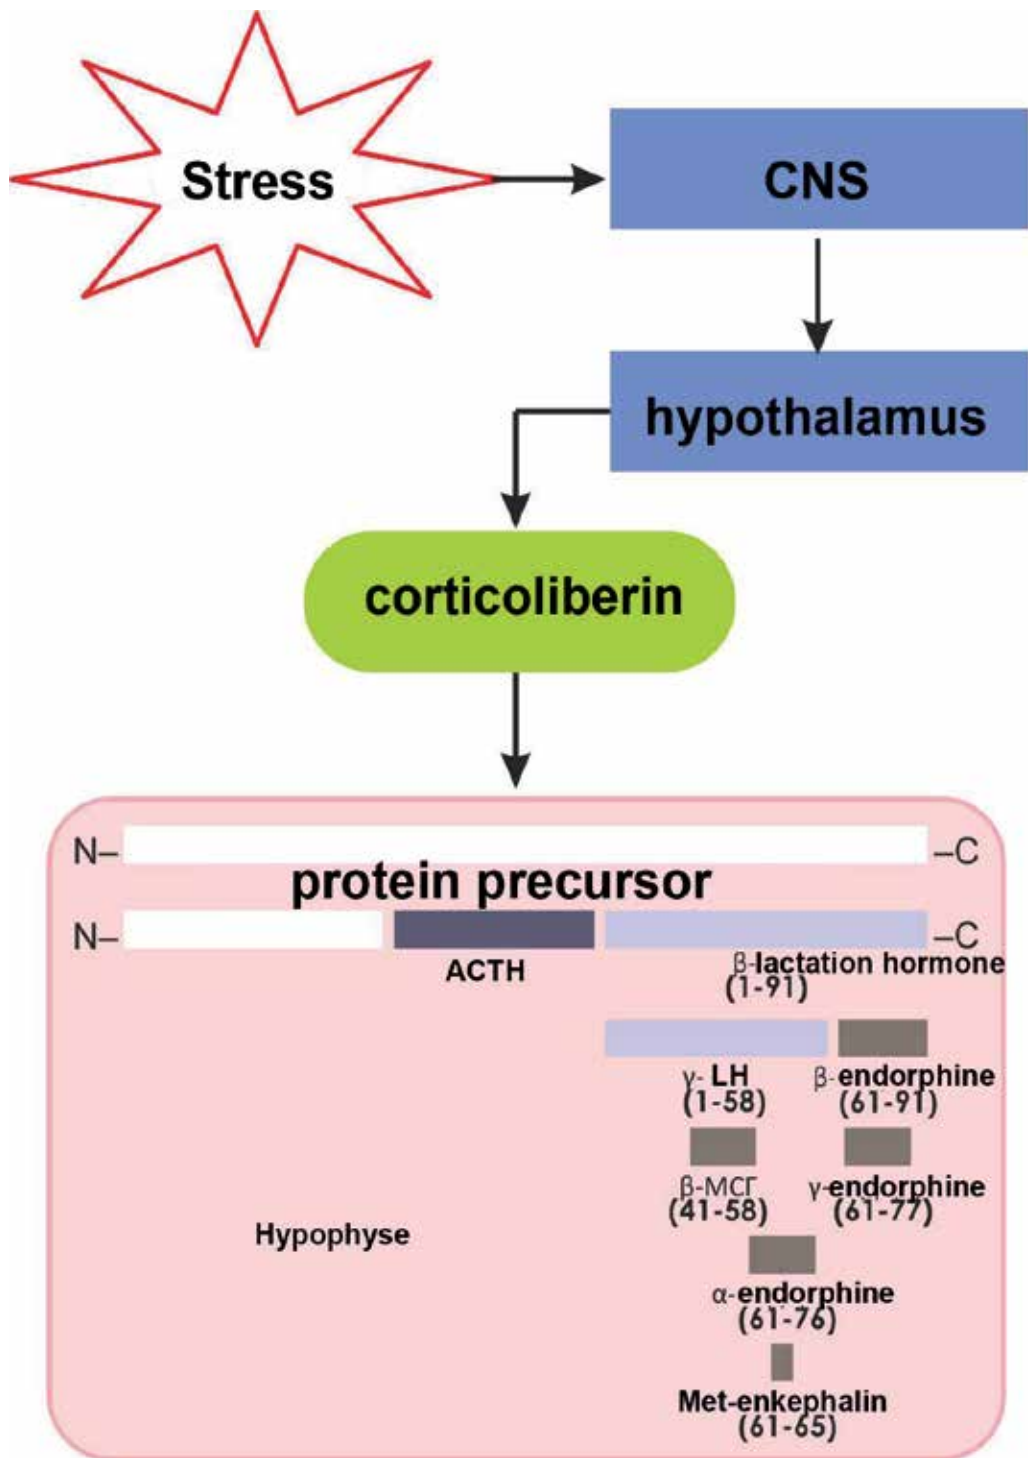 Stress
CNS
hypothalamus
corticoliberin
N– –C
protein precursor
N– –C
ACTH
β-lactation hormone
(1-91)
γ- LH β-endorphine
(1-58) (61-91)
β-МСГ γ-endorphine
(41-58) (61-77)
Hypophyse
α-endorphine
(61-76)
Met-enkephalin
(61-65)